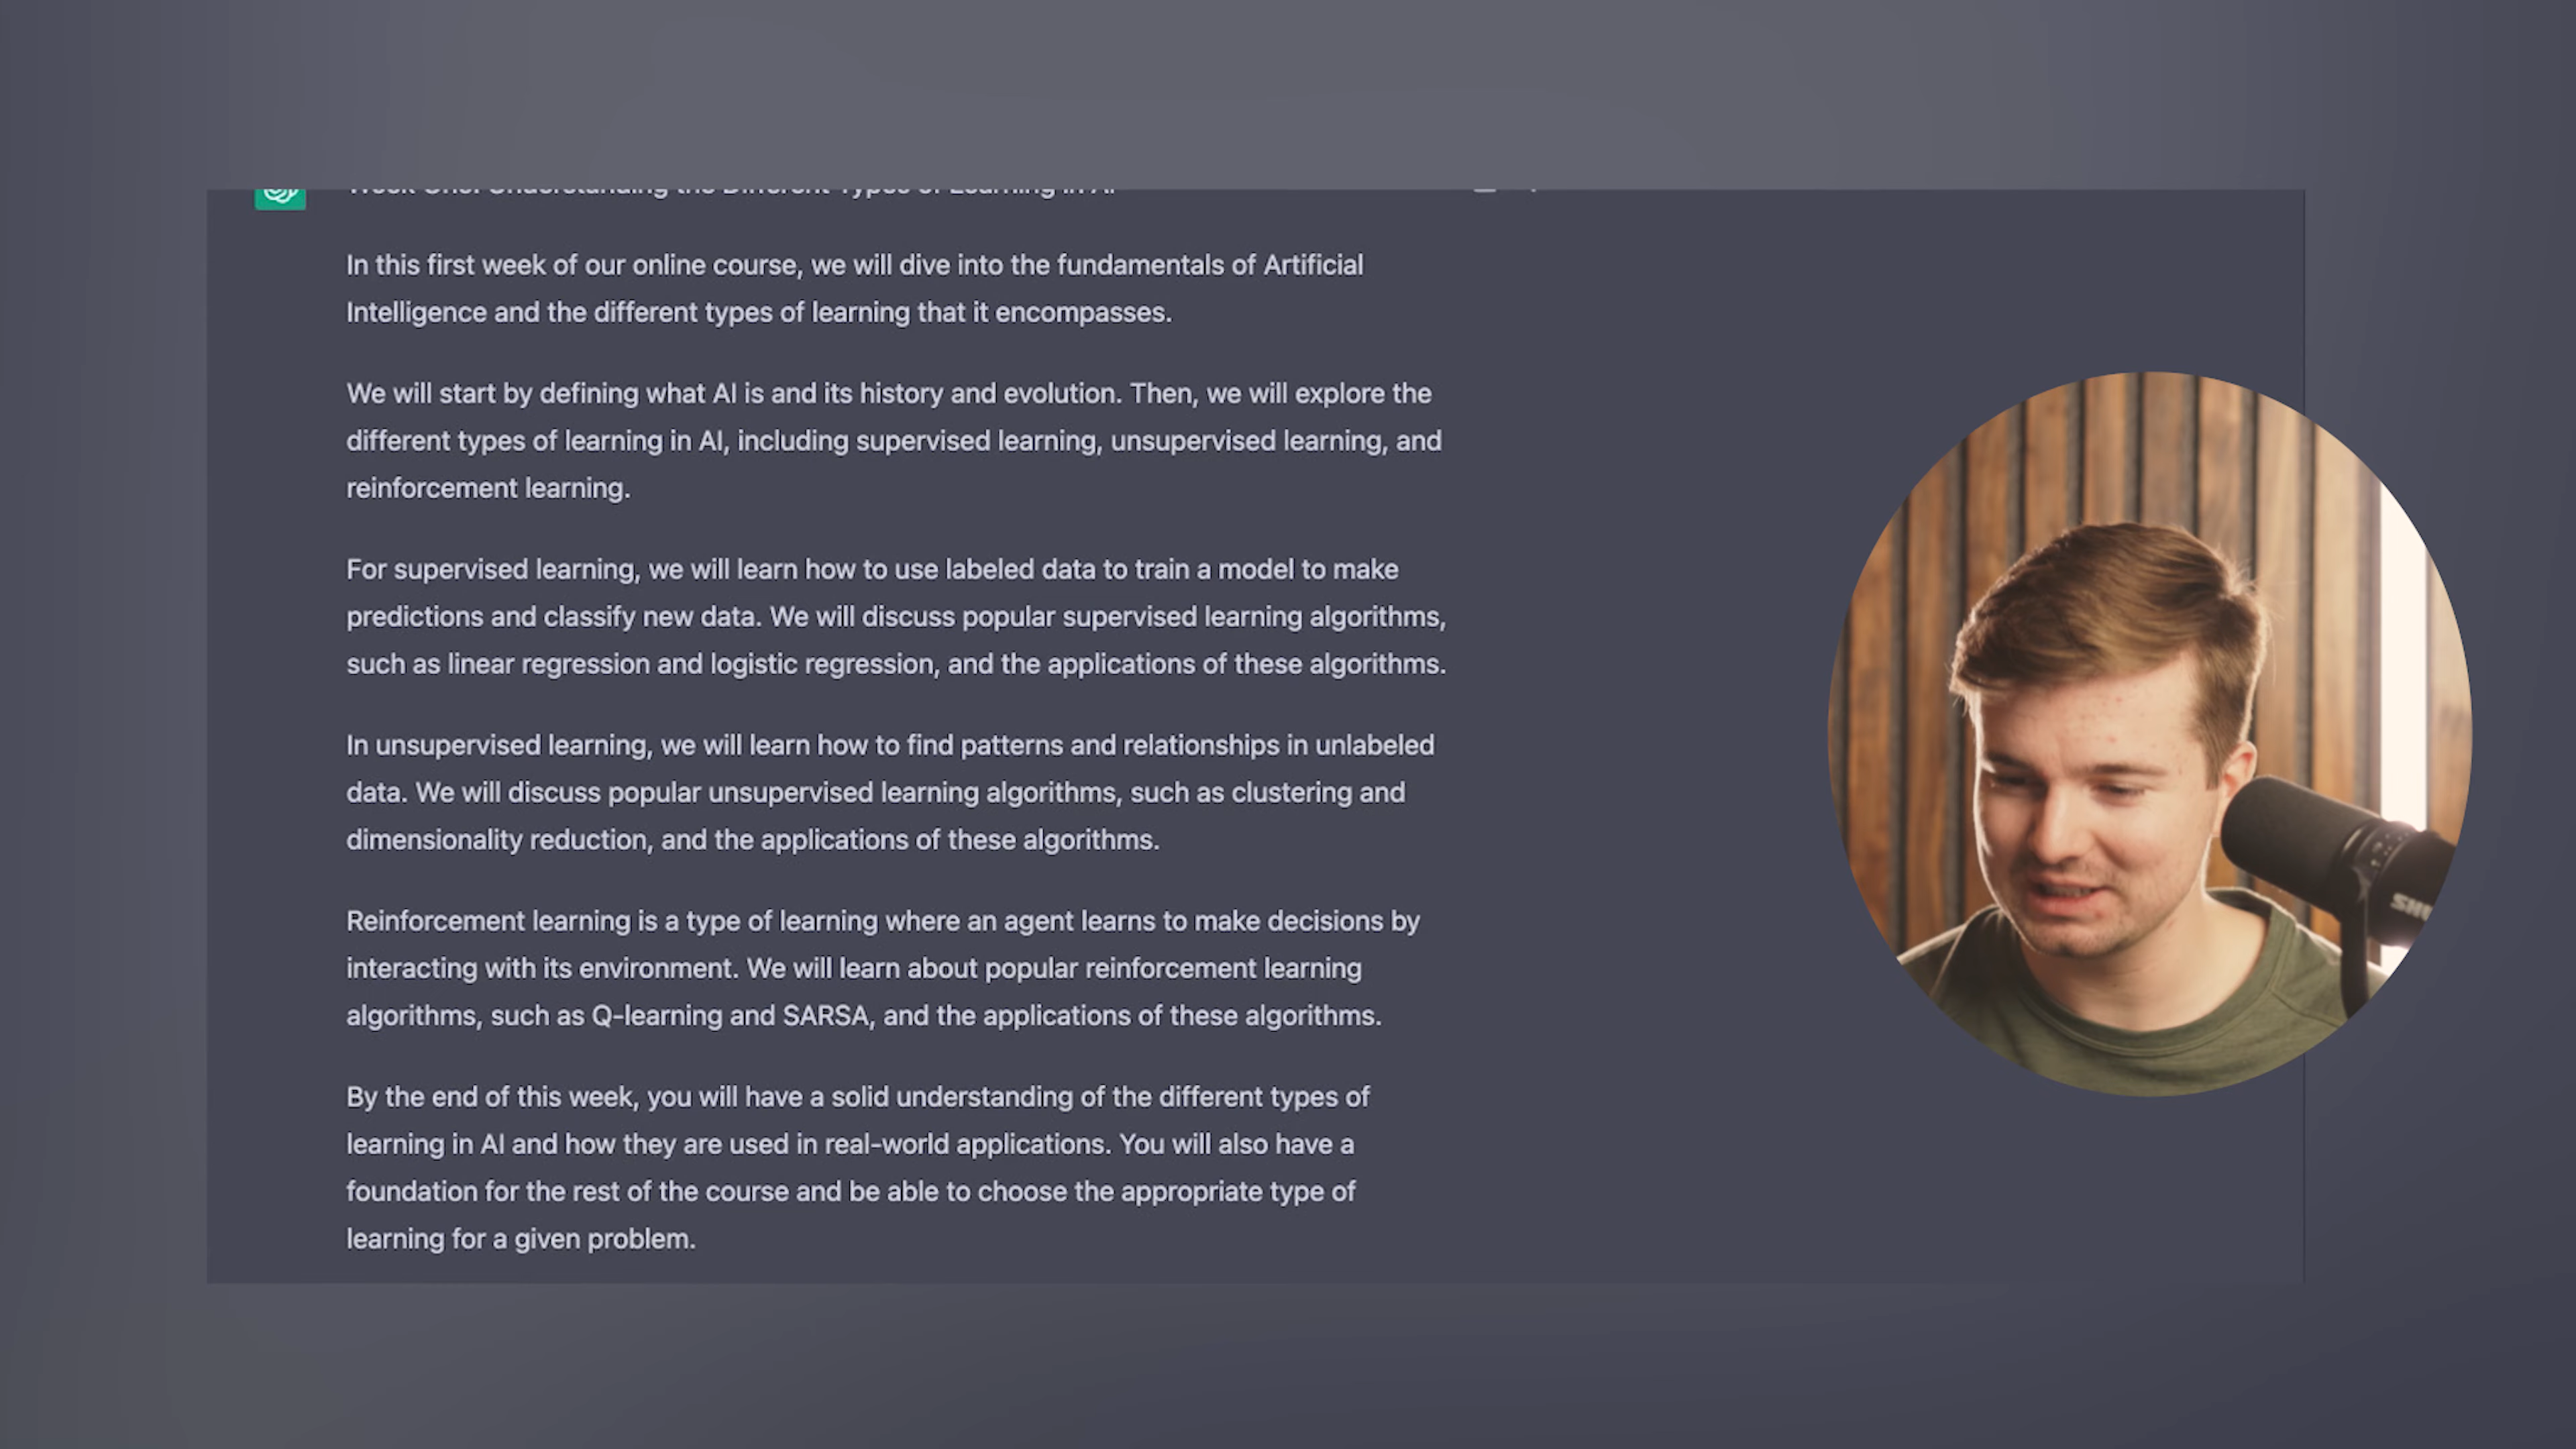 Week One: Understanding the Different Types of Learning in AI
In this first week of our online course, we will dive into the fundamentals of Artificial
Intelligence and the different types of learning that it encompasses.
We will start by defining what AI is and its history and evolution. Then, we will explore the
different types of learning in AI, including supervised learning, unsupervised learning, and
reinforcement learning.
For supervised learning, we will learn how to use labeled data to train a model to make
predictions and classify new data. We will discuss popular supervised learning algorithms,
such as linear regression and logistic regression, and the applications of these algorithms.
In unsupervised learning, we will learn how to find patterns and relationships in unlabeled
data. We will discuss popular unsupervised learning algorithms, such as clustering and
dimensionality reduction, and the applications of these algorithms.
Reinforcement learning is a type of learning where an agent learns to make decisions by
interacting with its environment. We will learn about popular reinforcement learning
algorithms, such as Q-learning and SARSA, and the applications of these algorithms.
By the end of this week, you will have a solid understanding of the different types of
learning in AI and how they are used in real-world applications. You will also have a
foundation for the rest of the course and be able to choose the appropriate type of
learning for a given problem.